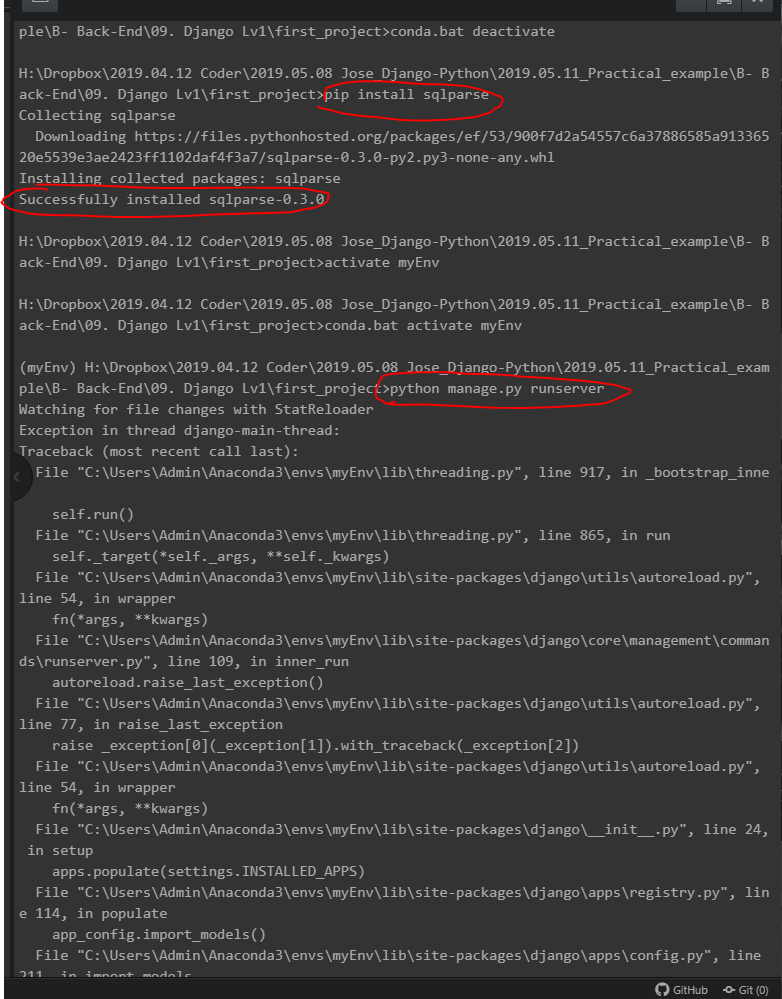 ple\B- Back-End\09. Django Lv1\first_project>conda.bat deactivate
H:\Dropbox\2019.04.12 Coder\2019.05.08 Jose_Django-Python\2019.05.11_Practical_example\B- B
ack-End\09. Django Lv1\first_project>pip install sqlparse
Collecting sqlparse
  Downloading https://files.pythonhosted.org/packages/ef/53/900f7d2a54557c6a37886585a913365
20e5539e3ae2423ff1102daf4f3a7/sqlparse-0.3.0-py2.py3-none-any.whl
Installing collected packages: sqlparse
Successfully installed sqlparse-0.3.0
H:\Dropbox\2019.04.12 Coder\2019.05.08 Jose_Django-Python\2019.05.11_Practical_example\B- B
ack-End\09. Django Lv1\first_project>activate myEnv
H:\Dropbox\2019.04.12 Coder\2019.05.08 Jose_Django-Python\2019.05.11_Practical_example\B- B
ack-End\09. Django Lv1\first_project>conda.bat activate myEnv
(myEnv) H:\Dropbox\2019.04.12 Coder\2019.05.08 Jose_Django-Python\2019.05.11_Practical_exam
ple\B- Back-End\09. Django Lv1\first_project>python manage.py runserver
Watching for file changes with StatReloader
Exception in thread django-main-thread:
Traceback (most recent call last):
  File "C:\Users\Admin\Anaconda3\envs\myEnv\lib\threading.py", line 917, in _bootstrap_inne
    self.run()
  File "C:\Users\Admin\Anaconda3\envs\myEnv\lib\threading.py", line 865, in run
    self._target(*self._args, **self._kwargs)
  File "C:\Users\Admin\Anaconda3\envs\myEnv\lib\site-packages\django\utils\autoreload.py",
line 54, in wrapper
    fn(*args, **kwargs)
  File "C:\Users\Admin\Anaconda3\envs\myEnv\lib\site-packages\django\core\management\comman
ds\runserver.py", line 109, in inner_run
    autoreload.raise_last_exception()
  File "C:\Users\Admin\Anaconda3\envs\myEnv\lib\site-packages\django\utils\autoreload.py",
line 77, in raise_last_exception
    raise _exception[0](_exception[1]).with_traceback(_exception[2])
  File "C:\Users\Admin\Anaconda3\envs\myEnv\lib\site-packages\django\utils\autoreload.py",
line 54, in wrapper
    fn(*args, **kwargs)
  File "C:\Users\Admin\Anaconda3\envs\myEnv\lib\site-packages\django\__init__.py", line 24,
 in setup
    apps.populate(settings.INSTALLED_APPS)
  File "C:\Users\Admin\Anaconda3\envs\myEnv\lib\site-packages\django\apps\registry.py", lin
e 114, in populate
    app_config.import_models()
  File "C:\Users\Admin\Anaconda3\envs\myEnv\lib\site-packages\django\apps\config.py", line
211, in import_models
GitHub Git (0)